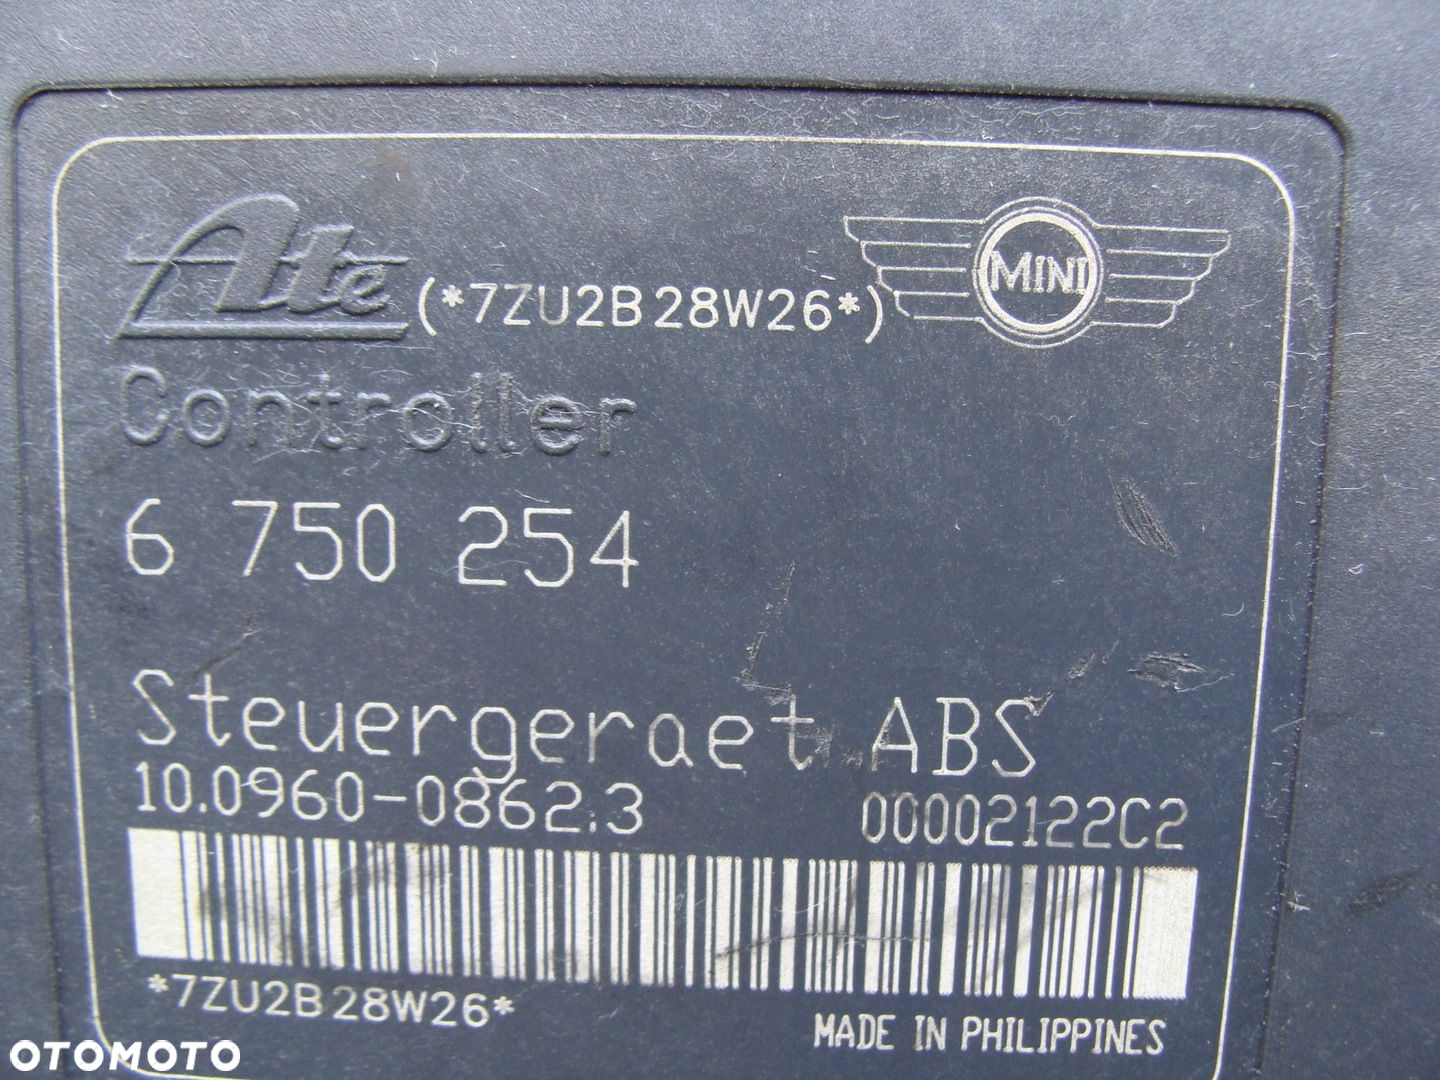 Ate (*7ZU2B28W26*) MINI
Controller
6 750 254
Steuergeraet ABS
10.0960-0862.3 00002122C2
*7ZU2B28W26*
MADE IN PHILIPPINES
OTOMOTO